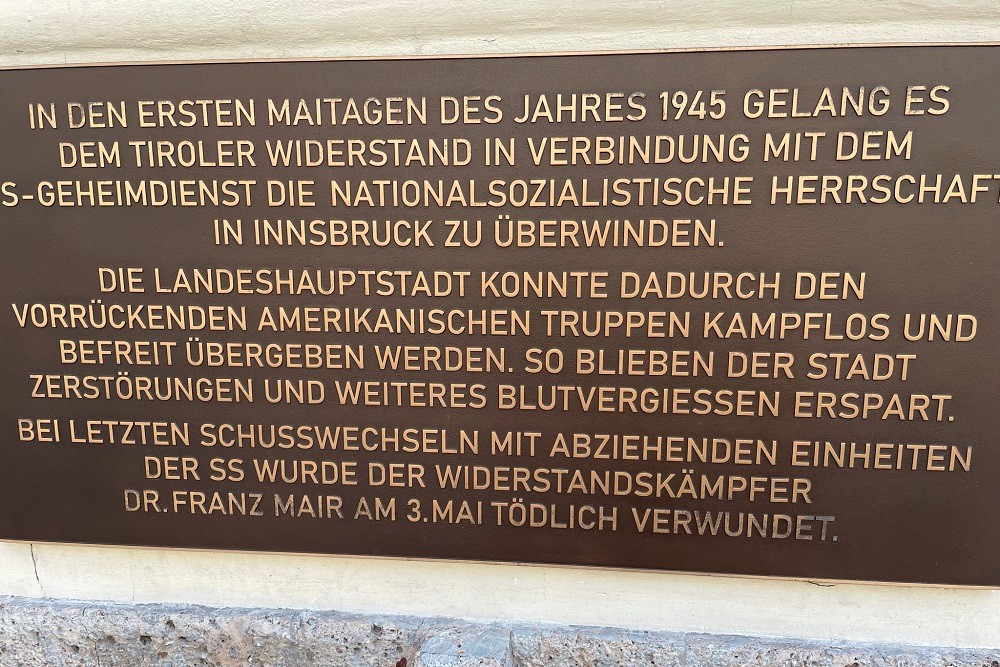 IN DEN ERSTEN MAITAGEN DES JAHRES 1945 GELANG ES
DEM TIROLER WIDERSTAND IN VERBINDUNG MIT DEM
S-GEHEIMDIENST DIE NATIONALSOZIALISTISCHE HERRSCHAFT
IN INNSBRUCK ZU ÜBERWINDEN.
DIE LANDESHAUPTSTADT KONNTE DADURCH DEN
VORRÜCKENDEN AMERIKANISCHEN TRUPPEN KAMPFLOS UND
BEFREIT ÜBERGEBEN WERDEN. SO BLIEBEN DER STADT
ZERSTÖRUNGEN UND WEITERES BLUTVERGIESSEN ERSPART.
BEI LETZTEN SCHUSSWECHSELN MIT ABZIEHENDEN EINHEITEN
DER SS WURDE DER WIDERSTANDSKÄMPFER
DR. FRANZ MAIR AM 3. MAI TÖDLICH VERWUNDET.